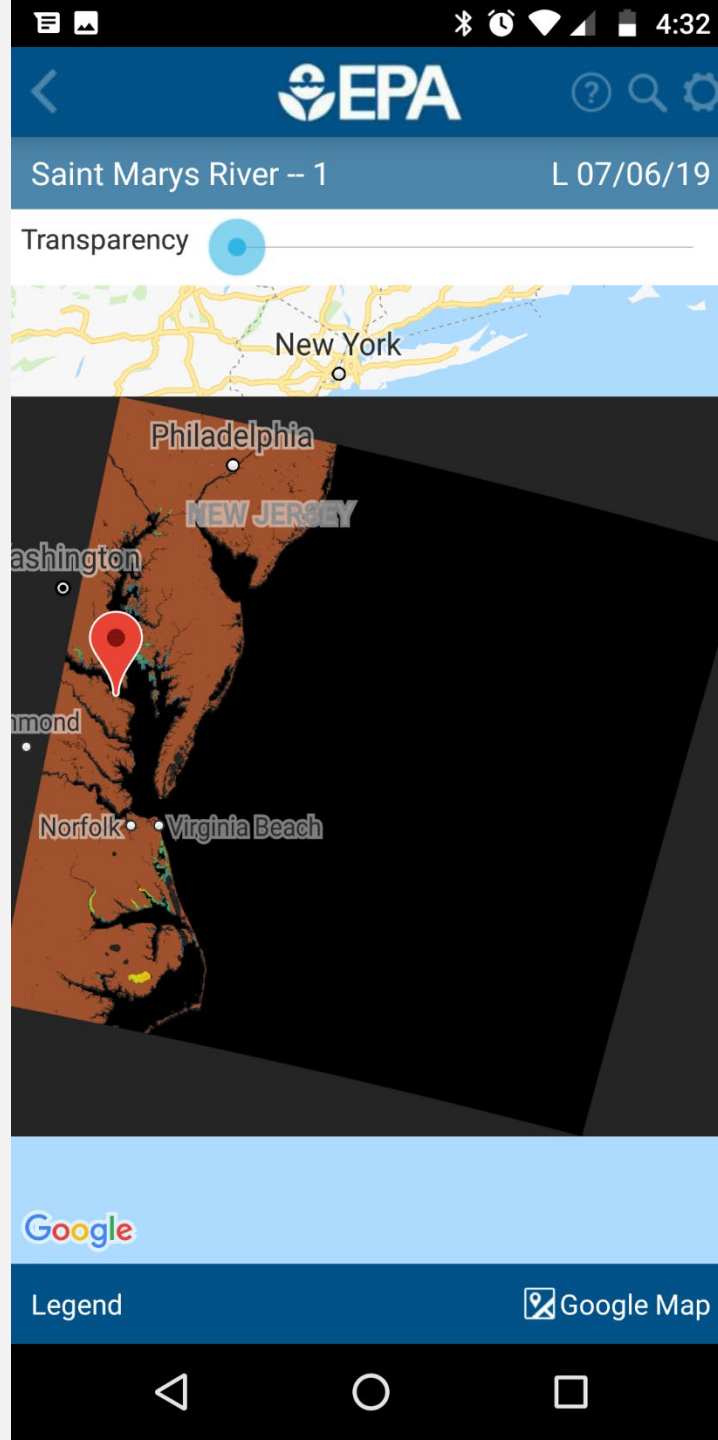 4:32
EPA
Saint Marys River -- 1 L 07/06/19
Transparency
New York
Philadelphia
NEW JERSEY
ashington
mond
Norfolk Virginia Beach
Google
Legend Google Map